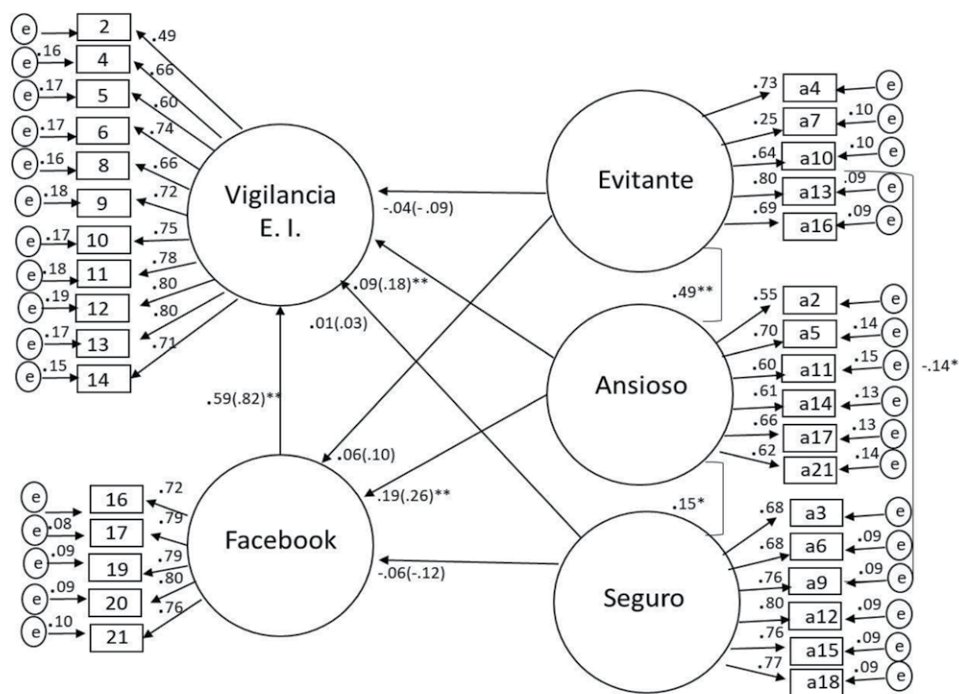 e 2 .49
e .16 4 .66
e .17 5 .60
e .17 6 .74
e .16 8 .66
e .18 9 .72
e .17 10 .75
e .18 11 .78
e .19 12 .80
e .17 13 .80
e .15 14 .71
Vigilancia
E. I.
-.04(-.09)
.09(.18)**
.01(.03)
.59(.82)**
.06(.10)
.19(.26)**
-.06(-.12)
e 16 .72
e .08 17 .79
e .09 19 .79
e .09 20 .80
e .10 21 .76
Facebook
Evitante
.73 a4 e
.25 a7 .10 e
.64 a10 .10 e
.80 a13 .09 e
.69 a16 .09 e
.49**
Ansioso
.55 a2 e
.70 a5 .14 e
.60 a11 .15 e
.61 a14 .13 e
.66 a17 .13 e
.62 a21 .14 e
-.14*
.15*
Seguro
.68 a3 e
.68 a6 .09 e
.76 a9 .09 e
.80 a12 .09 e
.76 a15 .09 e
.77 a18 .09 e